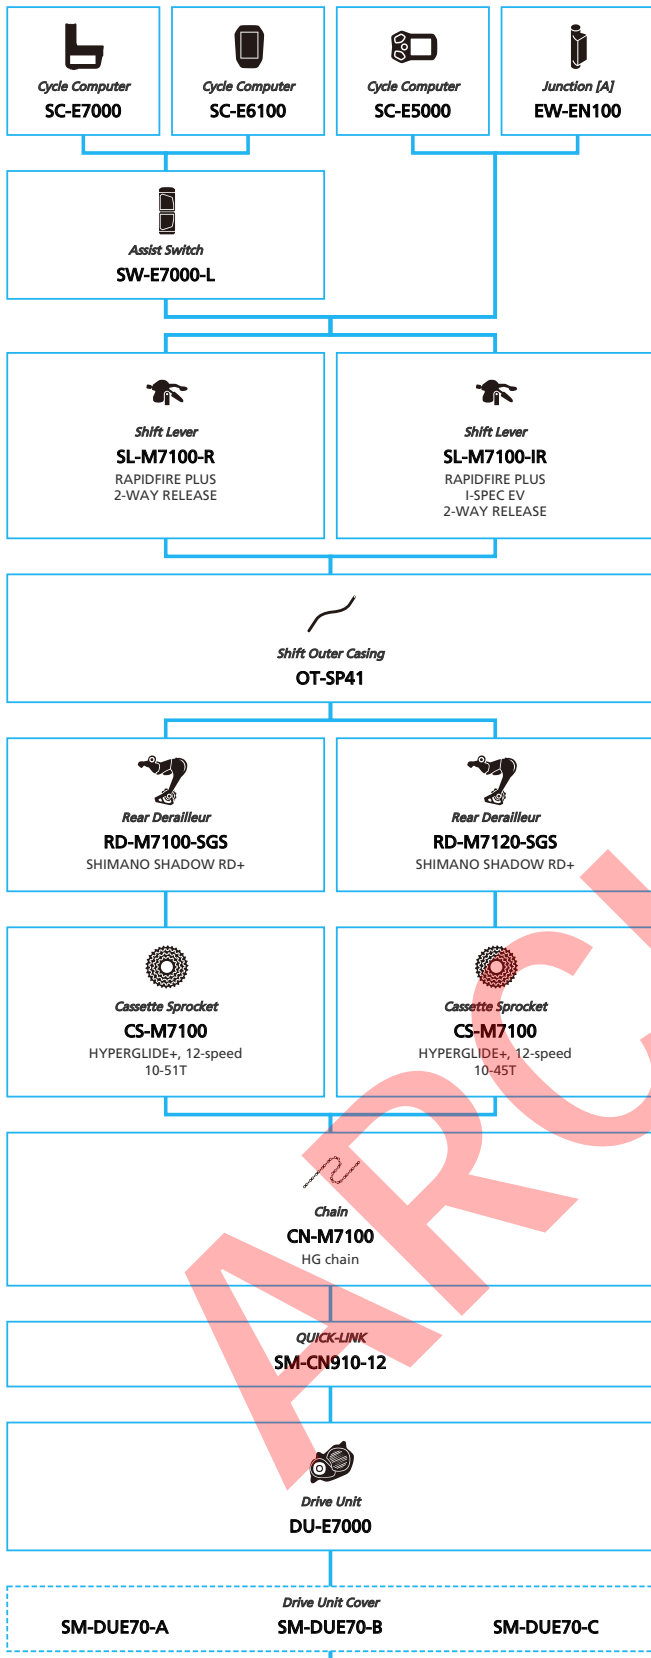 Cycle Computer
SC-E7000
Cycle Computer
SC-E6100
Cycle Computer
SC-E5000
Junction [A]
EW-EN100
Assist Switch
SW-E7000-L
Shift Lever
SL-M7100-R
RAPIDFIRE PLUS
2-WAY RELEASE
Shift Lever
SL-M7100-IR
RAPIDFIRE PLUS
I-SPEC EV
2-WAY RELEASE
Shift Outer Casing
OT-SP41
Rear Derailleur
RD-M7100-SGS
SHIMANO SHADOW RD+
Rear Derailleur
RD-M7120-SGS
SHIMANO SHADOW RD+
Cassette Sprocket
CS-M7100
HYPERGLIDE+, 12-speed
10-51T
Cassette Sprocket
CS-M7100
HYPERGLIDE+, 12-speed
10-45T
Chain
CN-M7100
HG chain
QUICK-LINK
SM-CN910-12
Drive Unit
DU-E7000
Drive Unit Cover
SM-DUE70-A SM-DUE70-B SM-DUE70-C
ARC